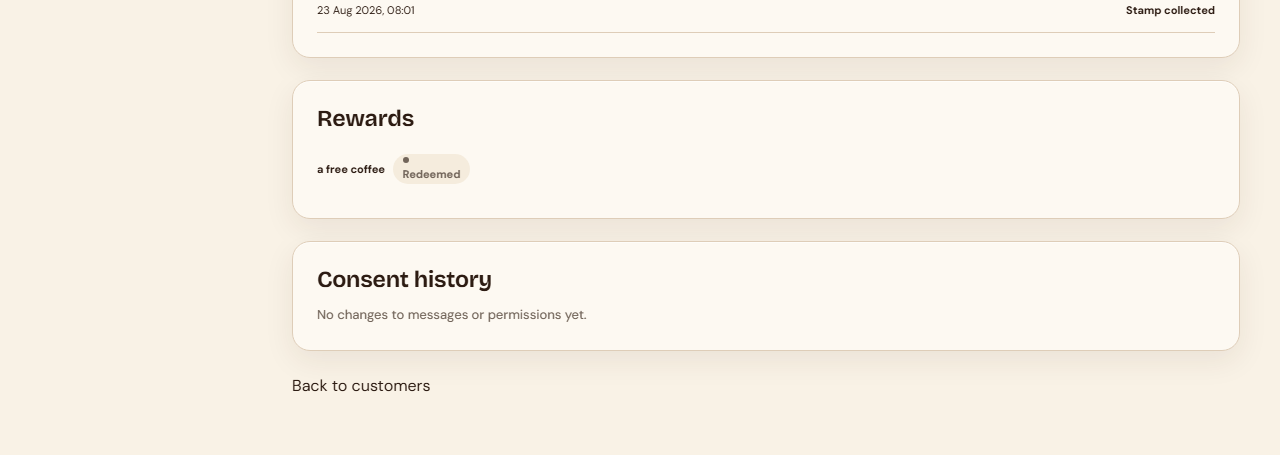 23 Aug 2026, 08:01 Stamp collected
Rewards
a free coffee Redeemed
Consent history
No changes to messages or permissions yet.
Back to customers